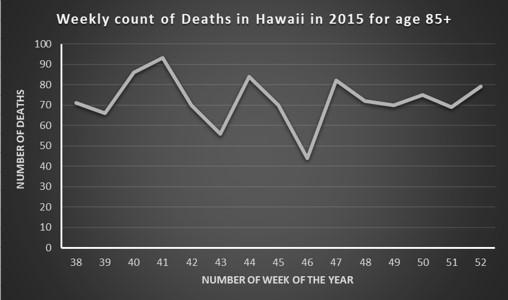 Weekly count of Deaths in Hawaii in 2015 for age 85+
100
90
80
70
60
50
40
30
20
10
0
NUMBER OF DEATHS
38 39 40 41 42 43 44 45 46 47 48 49 50 51 52
NUMBER OF WEEK OF THE YEAR